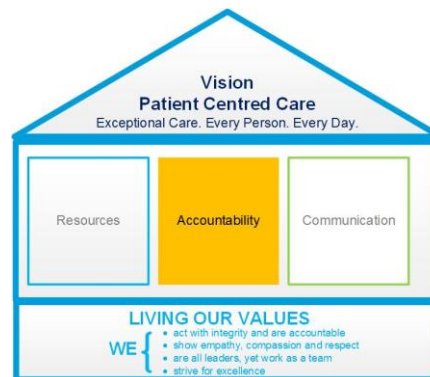 Vision
Patient Centred Care
Exceptional Care. Every Person. Every Day.
Resources
Accountability
Communication
LIVING OUR VALUES
WE {
• act with integrity and are accountable
• show empathy, compassion and respect
• are all leaders, yet work as a team
• strive for excellence